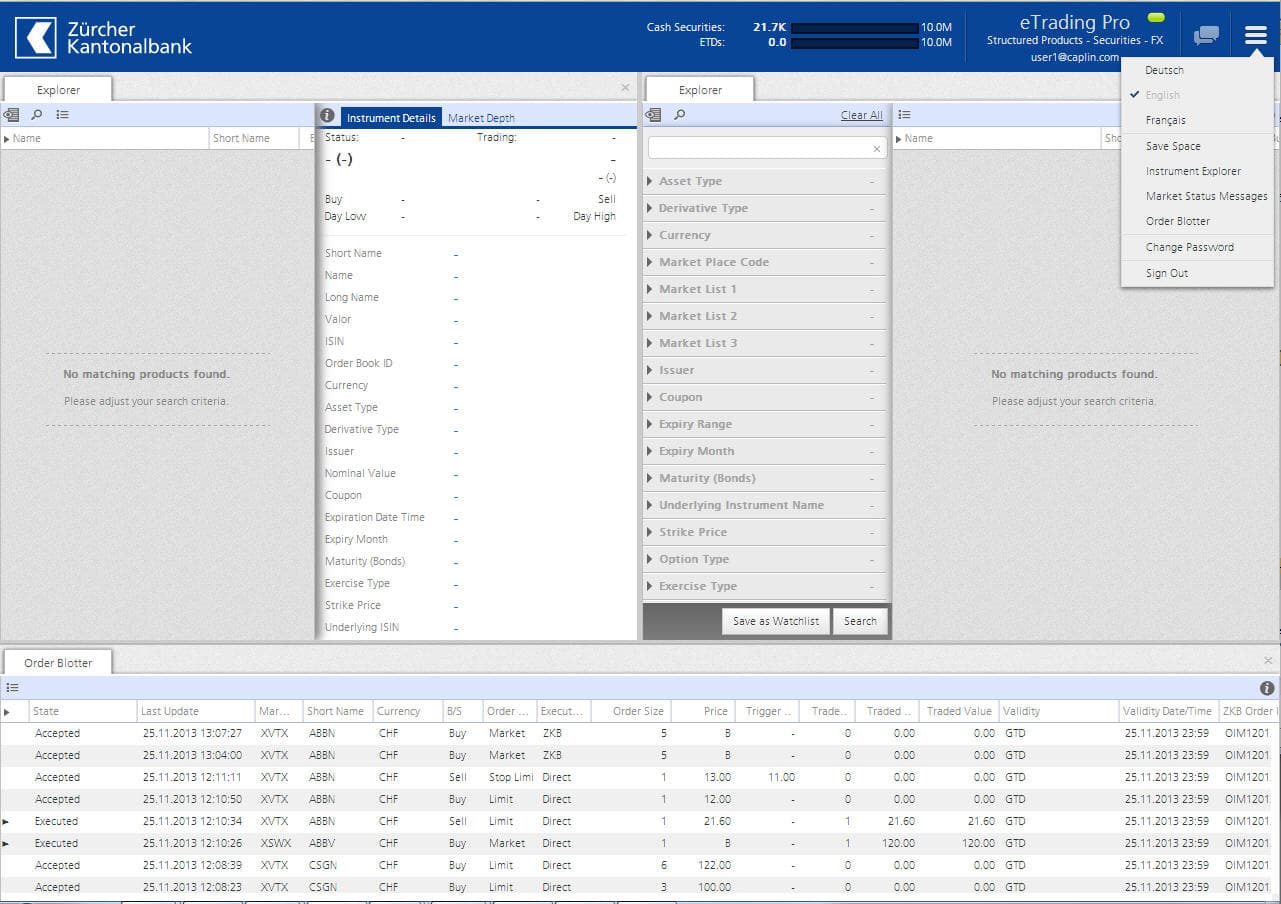 Zürcher
Kantonalbank
Cash Securities: 21.7K 10.0M
ETDs: 0.0 10.0M
eTrading Pro
Structured Products - Securities - FX
user1@caplin.com
Deutsch
English
Français
Save Space
Instrument Explorer
Market Status Messages
Order Blotter
Change Password
Sign Out
Explorer
Name Short Name E
No matching products found.
Please adjust your search criteria.
Instrument Details Market Depth
Status: - Trading: -
- (-) -
- (-)
Buy - - Sell
Day Low - - Day High
Short Name -
Name -
Long Name -
Valor -
ISIN -
Order Book ID -
Currency -
Asset Type -
Derivative Type -
Issuer -
Nominal Value -
Coupon -
Expiration Date Time -
Expiry Month -
Maturity (Bonds) -
Exercise Type -
Strike Price -
Underlying ISIN -
Explorer
Clear All
Asset Type -
Derivative Type -
Currency -
Market Place Code -
Market List 1 -
Market List 2 -
Market List 3 -
Issuer -
Coupon -
Expiry Range -
Expiry Month -
Maturity (Bonds) -
Underlying Instrument Name -
Strike Price -
Option Type -
Exercise Type -
Save as Watchlist Search
Name Sho
No matching products found.
Please adjust your search criteria.
Order Blotter
State Last Update Mar... Short Name Currency B/S Order ... Execut... Order Size Price Trigger .. Trade.. Traded .. Traded Value Validity Validity Date/Time ZKB Order I
Accepted 25.11.2013 13:07:27 XVTX ABBN CHF Buy Market ZKB 5 B - 0 0.00 0.00 GTD 25.11.2013 23:59 OIM1201
Accepted 25.11.2013 13:04:00 XVTX ABBN CHF Buy Market ZKB 5 B - 0 0.00 0.00 GTD 25.11.2013 23:59 OIM1201
Accepted 25.11.2013 12:11:11 XVTX ABBN CHF Sell Stop Limi Direct 1 13.00 11.00 0 0.00 0.00 GTD 25.11.2013 23:59 OIM1201
Accepted 25.11.2013 12:10:50 XVTX ABBN CHF Buy Limit Direct 1 12.00 - 0 0.00 0.00 GTD 25.11.2013 23:59 OIM1201
Executed 25.11.2013 12:10:34 XVTX ABBN CHF Sell Limit Direct 1 21.60 - 1 21.60 21.60 GTD 25.11.2013 23:59 OIM1201
Executed 25.11.2013 12:10:26 XSWX ABBV CHF Buy Market Direct 1 B - 1 120.00 120.00 GTD 25.11.2013 23:59 OIM1201
Accepted 25.11.2013 12:08:39 XVTX CSGN CHF Buy Limit Direct 6 122.00 - 0 0.00 0.00 GTD 25.11.2013 23:59 OIM1201
Accepted 25.11.2013 12:08:23 XVTX CSGN CHF Buy Limit Direct 3 100.00 - 0 0.00 0.00 GTD 25.11.2013 23:59 OIM1201